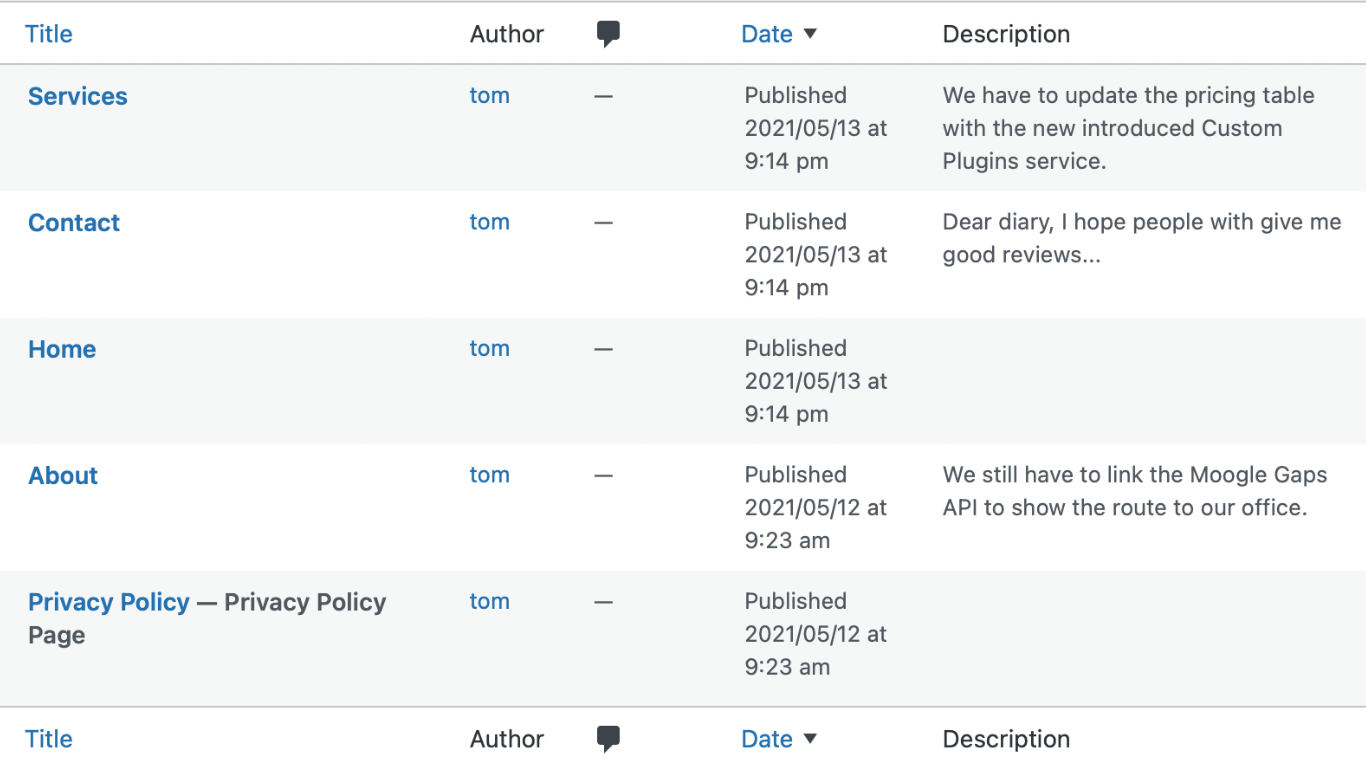 Title Author Date ▼ Description
Services tom — Published We have to update the pricing table
2021/05/13 at with the new introduced Custom
9:14 pm Plugins service.
Contact tom — Published Dear diary, I hope people with give me
2021/05/13 at good reviews...
9:14 pm
Home tom — Published
2021/05/13 at
9:14 pm
About tom — Published We still have to link the Moogle Gaps
2021/05/12 at API to show the route to our office.
9:23 am
Privacy Policy — Privacy Policy tom — Published
Page 2021/05/12 at
9:23 am
Title Author Date ▼ Description